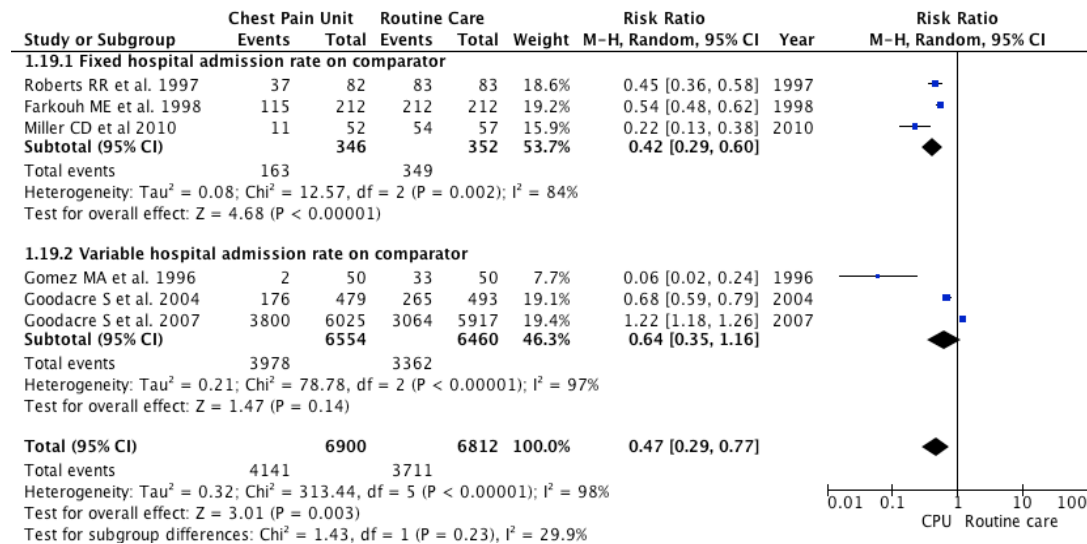 Chest Pain Unit Routine Care Risk Ratio Risk Ratio
Study or Subgroup Events Total Events Total Weight M-H, Random, 95% CI Year M-H, Random, 95% CI
1.19.1 Fixed hospital admission rate on comparator
Roberts RR et al. 1997 37 82 83 83 18.6% 0.45 [0.36, 0.58] 1997
Farkouh ME et al. 1998 115 212 212 212 19.2% 0.54 [0.48, 0.62] 1998
Miller CD et al 2010 11 52 54 57 15.9% 0.22 [0.13, 0.38] 2010
Subtotal (95% CI) 346 352 53.7% 0.42 [0.29, 0.60]
Total events 163 349
Heterogeneity: Tau² = 0.08; Chi² = 12.57, df = 2 (P = 0.002); I² = 84%
Test for overall effect: Z = 4.68 (P < 0.00001)
1.19.2 Variable hospital admission rate on comparator
Gomez MA et al. 1996 2 50 33 50 7.7% 0.06 [0.02, 0.24] 1996
Goodacre S et al. 2004 176 479 265 493 19.1% 0.68 [0.59, 0.79] 2004
Goodacre S et al. 2007 3800 6025 3064 5917 19.4% 1.22 [1.18, 1.26] 2007
Subtotal (95% CI) 6554 6460 46.3% 0.64 [0.35, 1.16]
Total events 3978 3362
Heterogeneity: Tau² = 0.21; Chi² = 78.78, df = 2 (P < 0.00001); I² = 97%
Test for overall effect: Z = 1.47 (P = 0.14)
Total (95% CI) 6900 6812 100.0% 0.47 [0.29, 0.77]
Total events 4141 3711
Heterogeneity: Tau² = 0.32; Chi² = 313.44, df = 5 (P < 0.00001); I² = 98%
Test for overall effect: Z = 3.01 (P = 0.003)
Test for subgroup differences: Chi² = 1.43, df = 1 (P = 0.23), I² = 29.9%
0.01 0.1 1 10 100
CPU Routine care